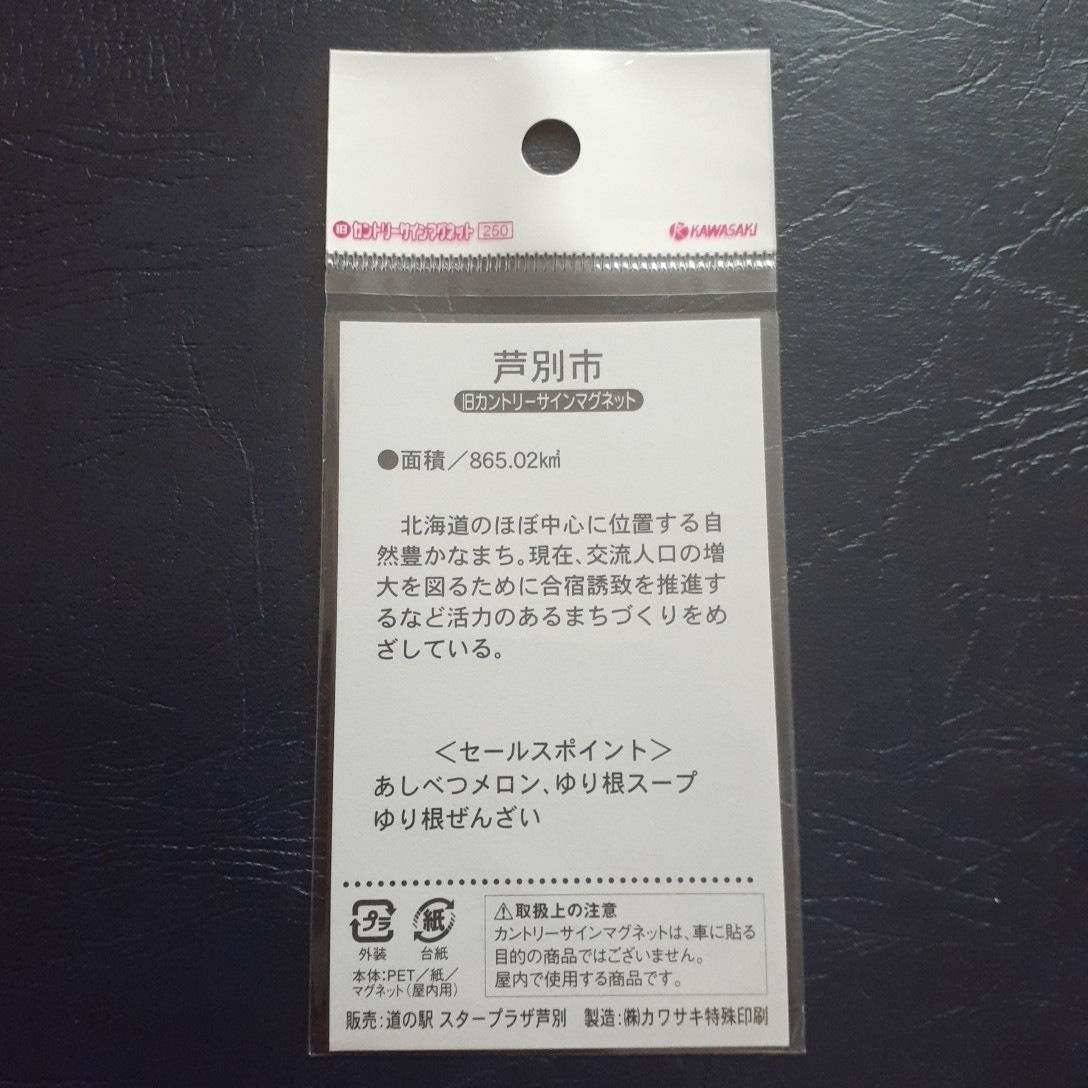 旧 カントリーサインマグネット 250
KAWASAKI
芦別市
旧カントリーサインマグネット
●面積／865.02㎢
北海道のほぼ中心に位置する自
然豊かなまち。現在、交流人口の増
大を図るために合宿誘致を推進す
るなど活力のあるまちづくりをめ
ざしている。
＜セールスポイント＞
あしべつメロン、ゆり根スープ
ゆり根ぜんざい
プラ
外装
紙
台紙
本体：PET／紙／
マグネット（屋内用）
⚠取扱上の注意
カントリーサインマグネットは、車に貼る
目的の商品ではございません。
屋内で使用する商品です。
販売：道の駅 スタープラザ芦別 製造：㈱カワサキ特殊印刷